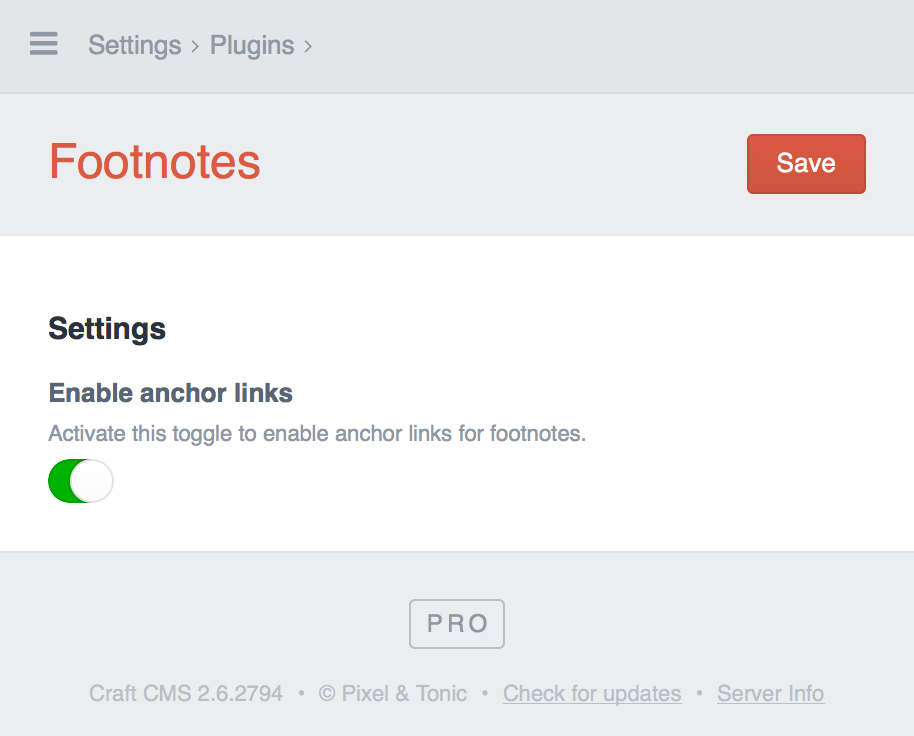 Settings › Plugins ›
Footnotes
Save
Settings
Enable anchor links
Activate this toggle to enable anchor links for footnotes.
PRO
Craft CMS 2.6.2794 • © Pixel & Tonic • Check for updates • Server Info